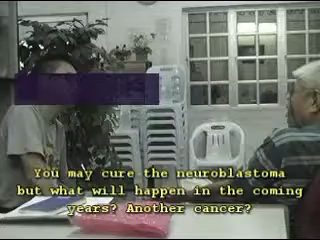 You may cure the neuroblastoma
but what will happen in the coming
years? Another cancer?